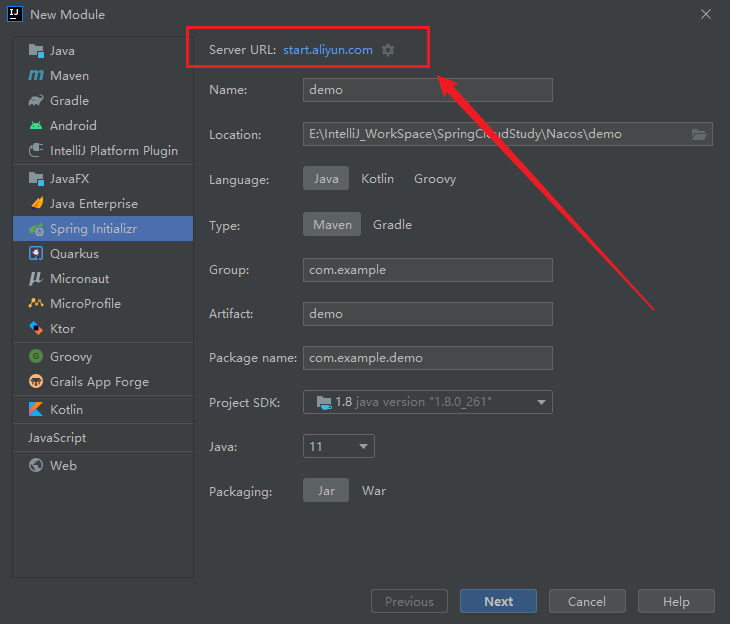 New Module
Java
Maven
Gradle
Android
IntelliJ Platform Plugin
JavaFX
Java Enterprise
Spring Initializr
Quarkus
Micronaut
MicroProfile
Ktor
Groovy
Grails App Forge
Kotlin
JavaScript
Web
Server URL: start.aliyun.com
Name: demo
Location: E:\IntelliJ_WorkSpace\SpringCloudStudy\Nacos\demo
Language: Java Kotlin Groovy
Type: Maven Gradle
Group: com.example
Artifact: demo
Package name: com.example.demo
Project SDK: 1.8 java version "1.8.0_261"
Java: 11
Packaging: Jar War
Previous Next Cancel Help